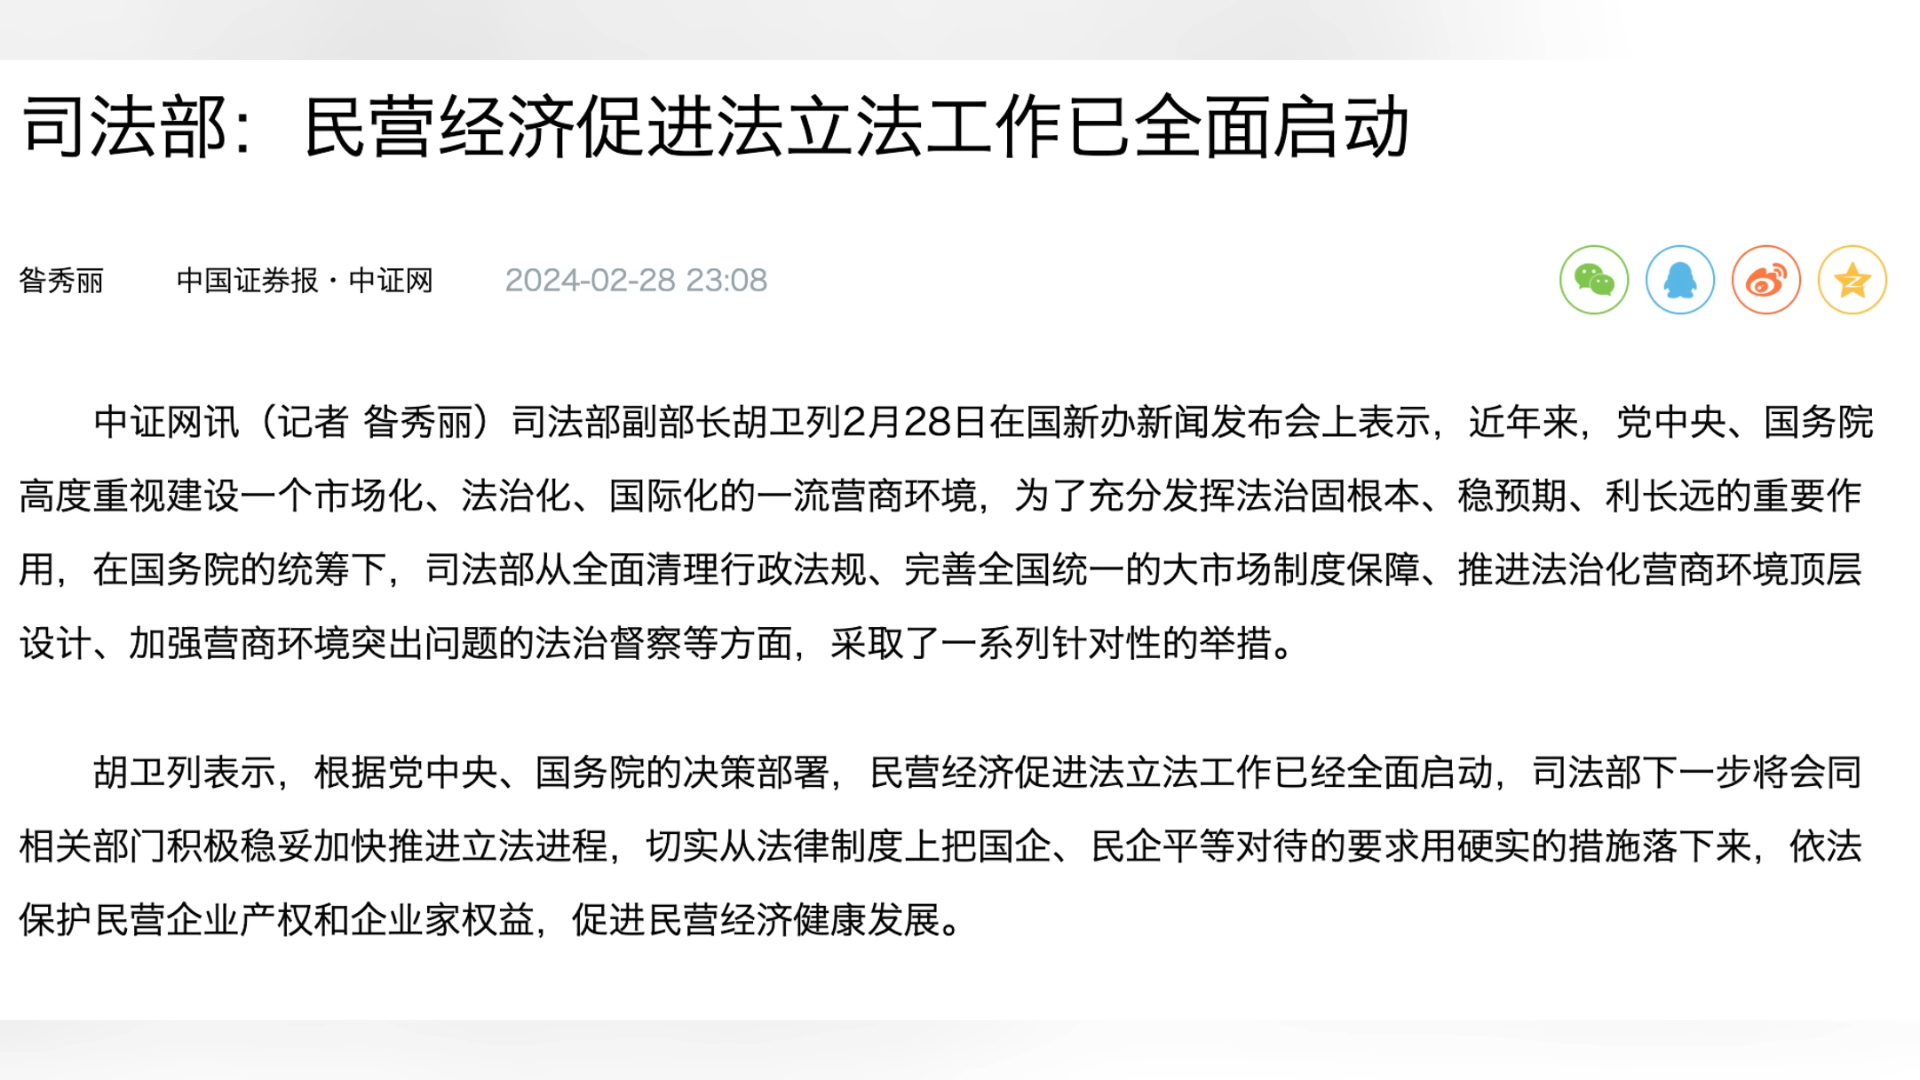 司法部：民营经济促进法立法工作已全面启动
昝秀丽 中国证券报·中证网 2024-02-28 23:08
中证网讯（记者 昝秀丽）司法部副部长胡卫列2月28日在国新办新闻发布会上表示，近年来，党中央、国务院
高度重视建设一个市场化、法治化、国际化的一流营商环境，为了充分发挥法治固根本、稳预期、利长远的重要作
用，在国务院的统筹下，司法部从全面清理行政法规、完善全国统一的大市场制度保障、推进法治化营商环境顶层
设计、加强营商环境突出问题的法治督察等方面，采取了一系列针对性的举措。
胡卫列表示，根据党中央、国务院的决策部署，民营经济促进法立法工作已经全面启动，司法部下一步将会同
相关部门积极稳妥加快推进立法进程，切实从法律制度上把国企、民企平等对待的要求用硬实的措施落下来，依法
保护民营企业产权和企业家权益，促进民营经济健康发展。